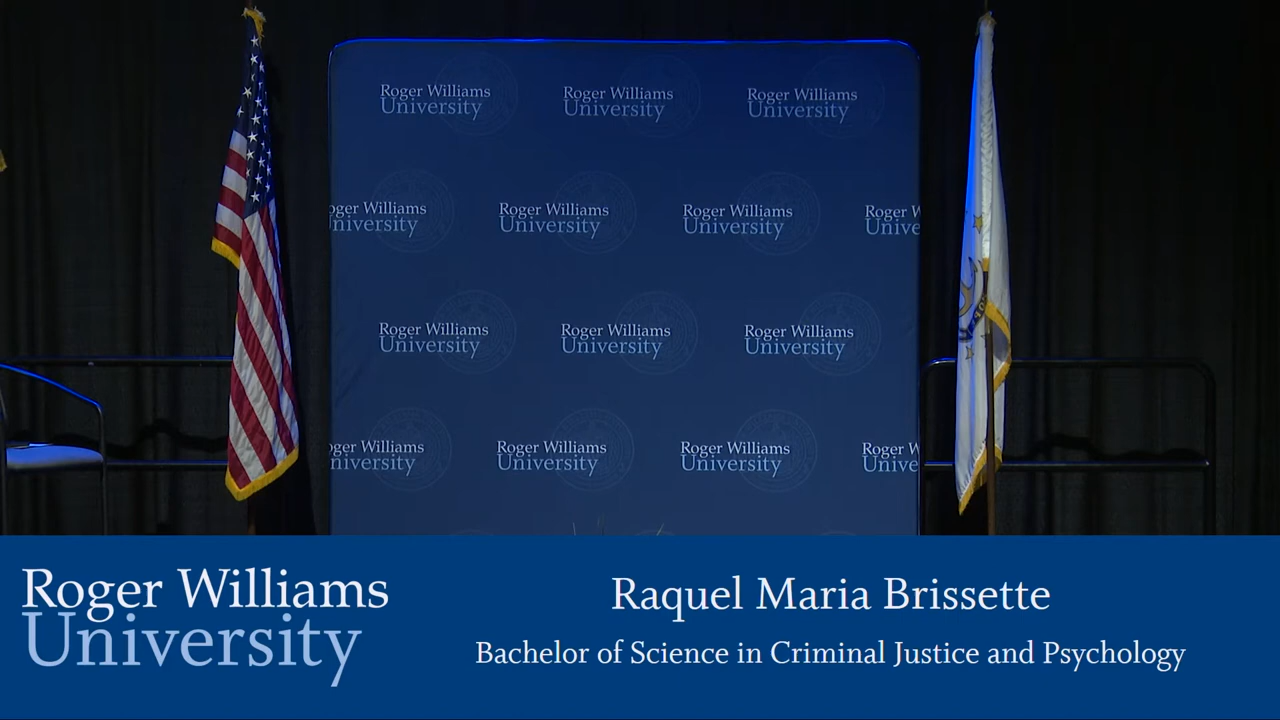 Roger Williams
University
Roger Williams
University
Roger Williams
University
oger Williams
niversity
Roger Williams
University
Roger Williams
University
Roger W
Unive
Roger Williams
University
Roger Williams
University
Roger Williams
University
oger Williams
niversity
Roger Williams
University
Roger Williams
University
Roger W
Unive
Roger Williams
University
Raquel Maria Brissette
Bachelor of Science in Criminal Justice and Psychology